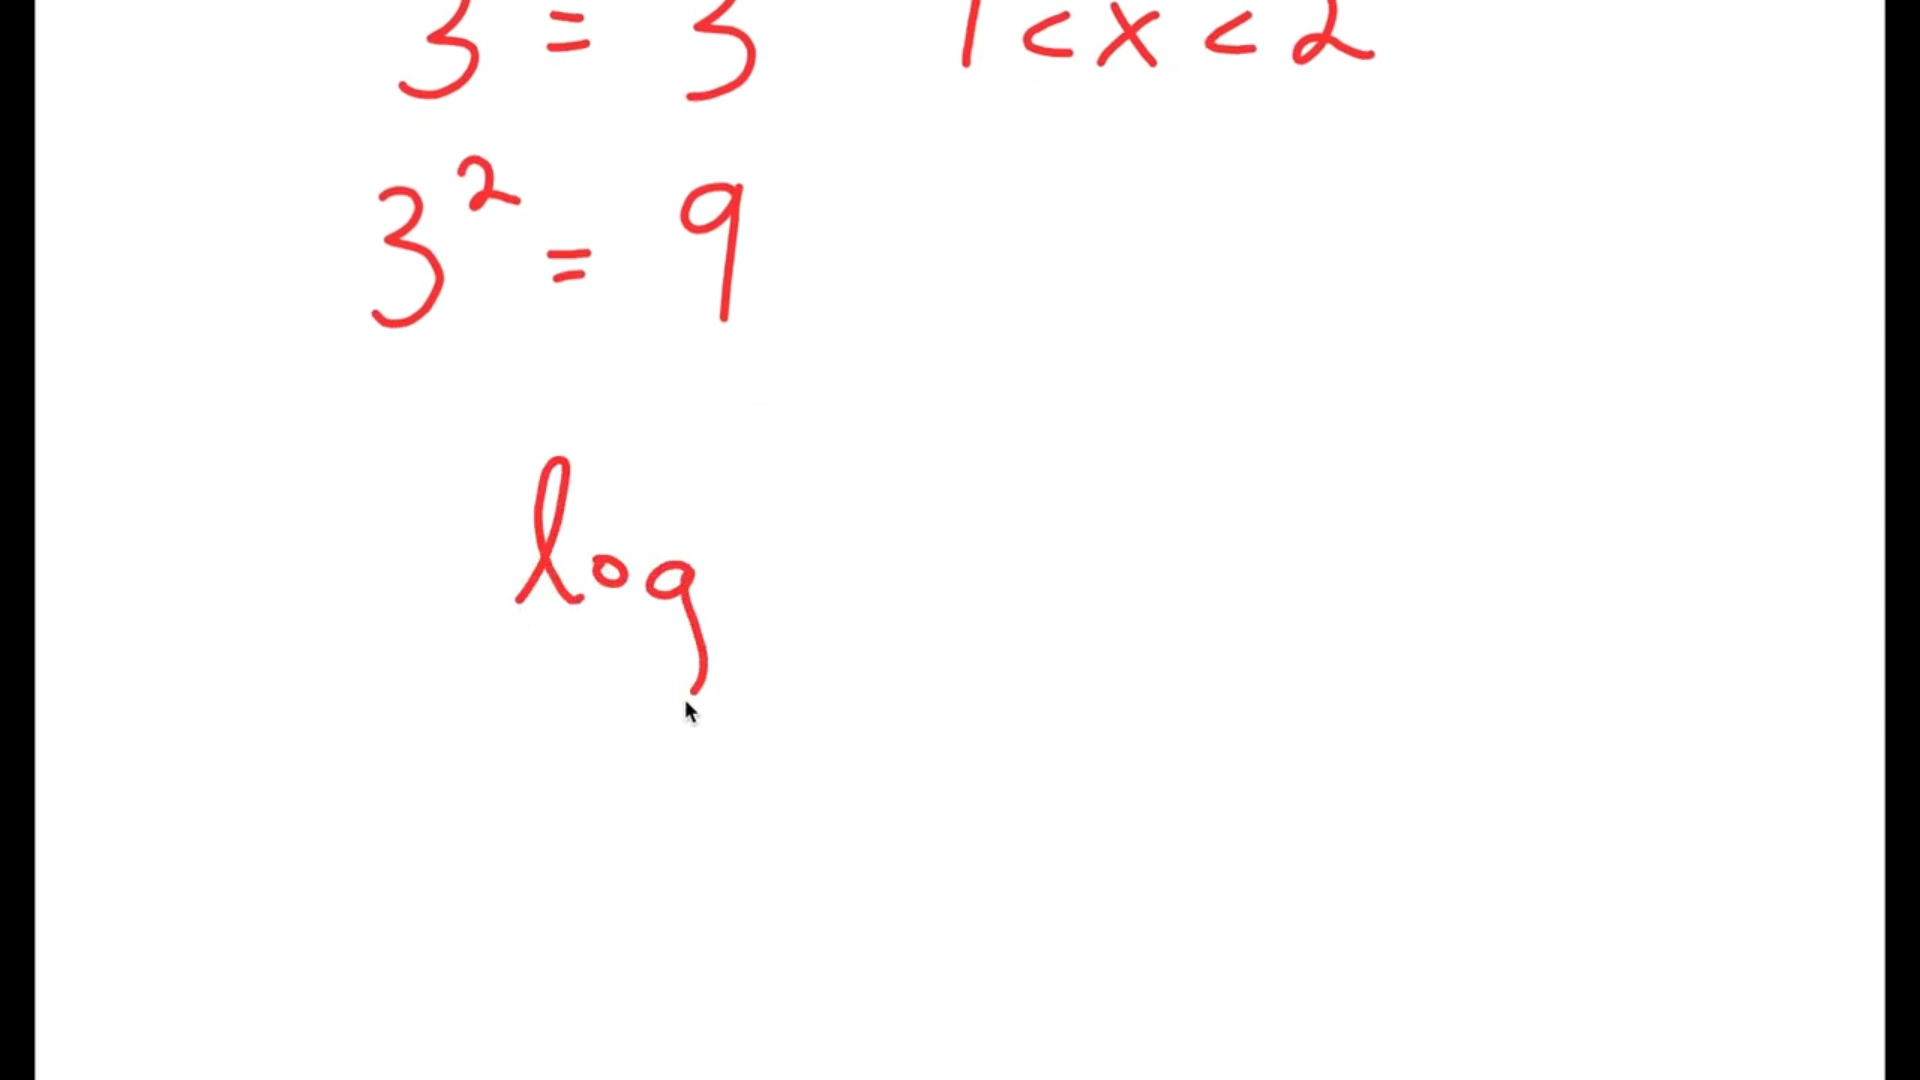 3 = 3 1 < x < 2
3² = 9
log